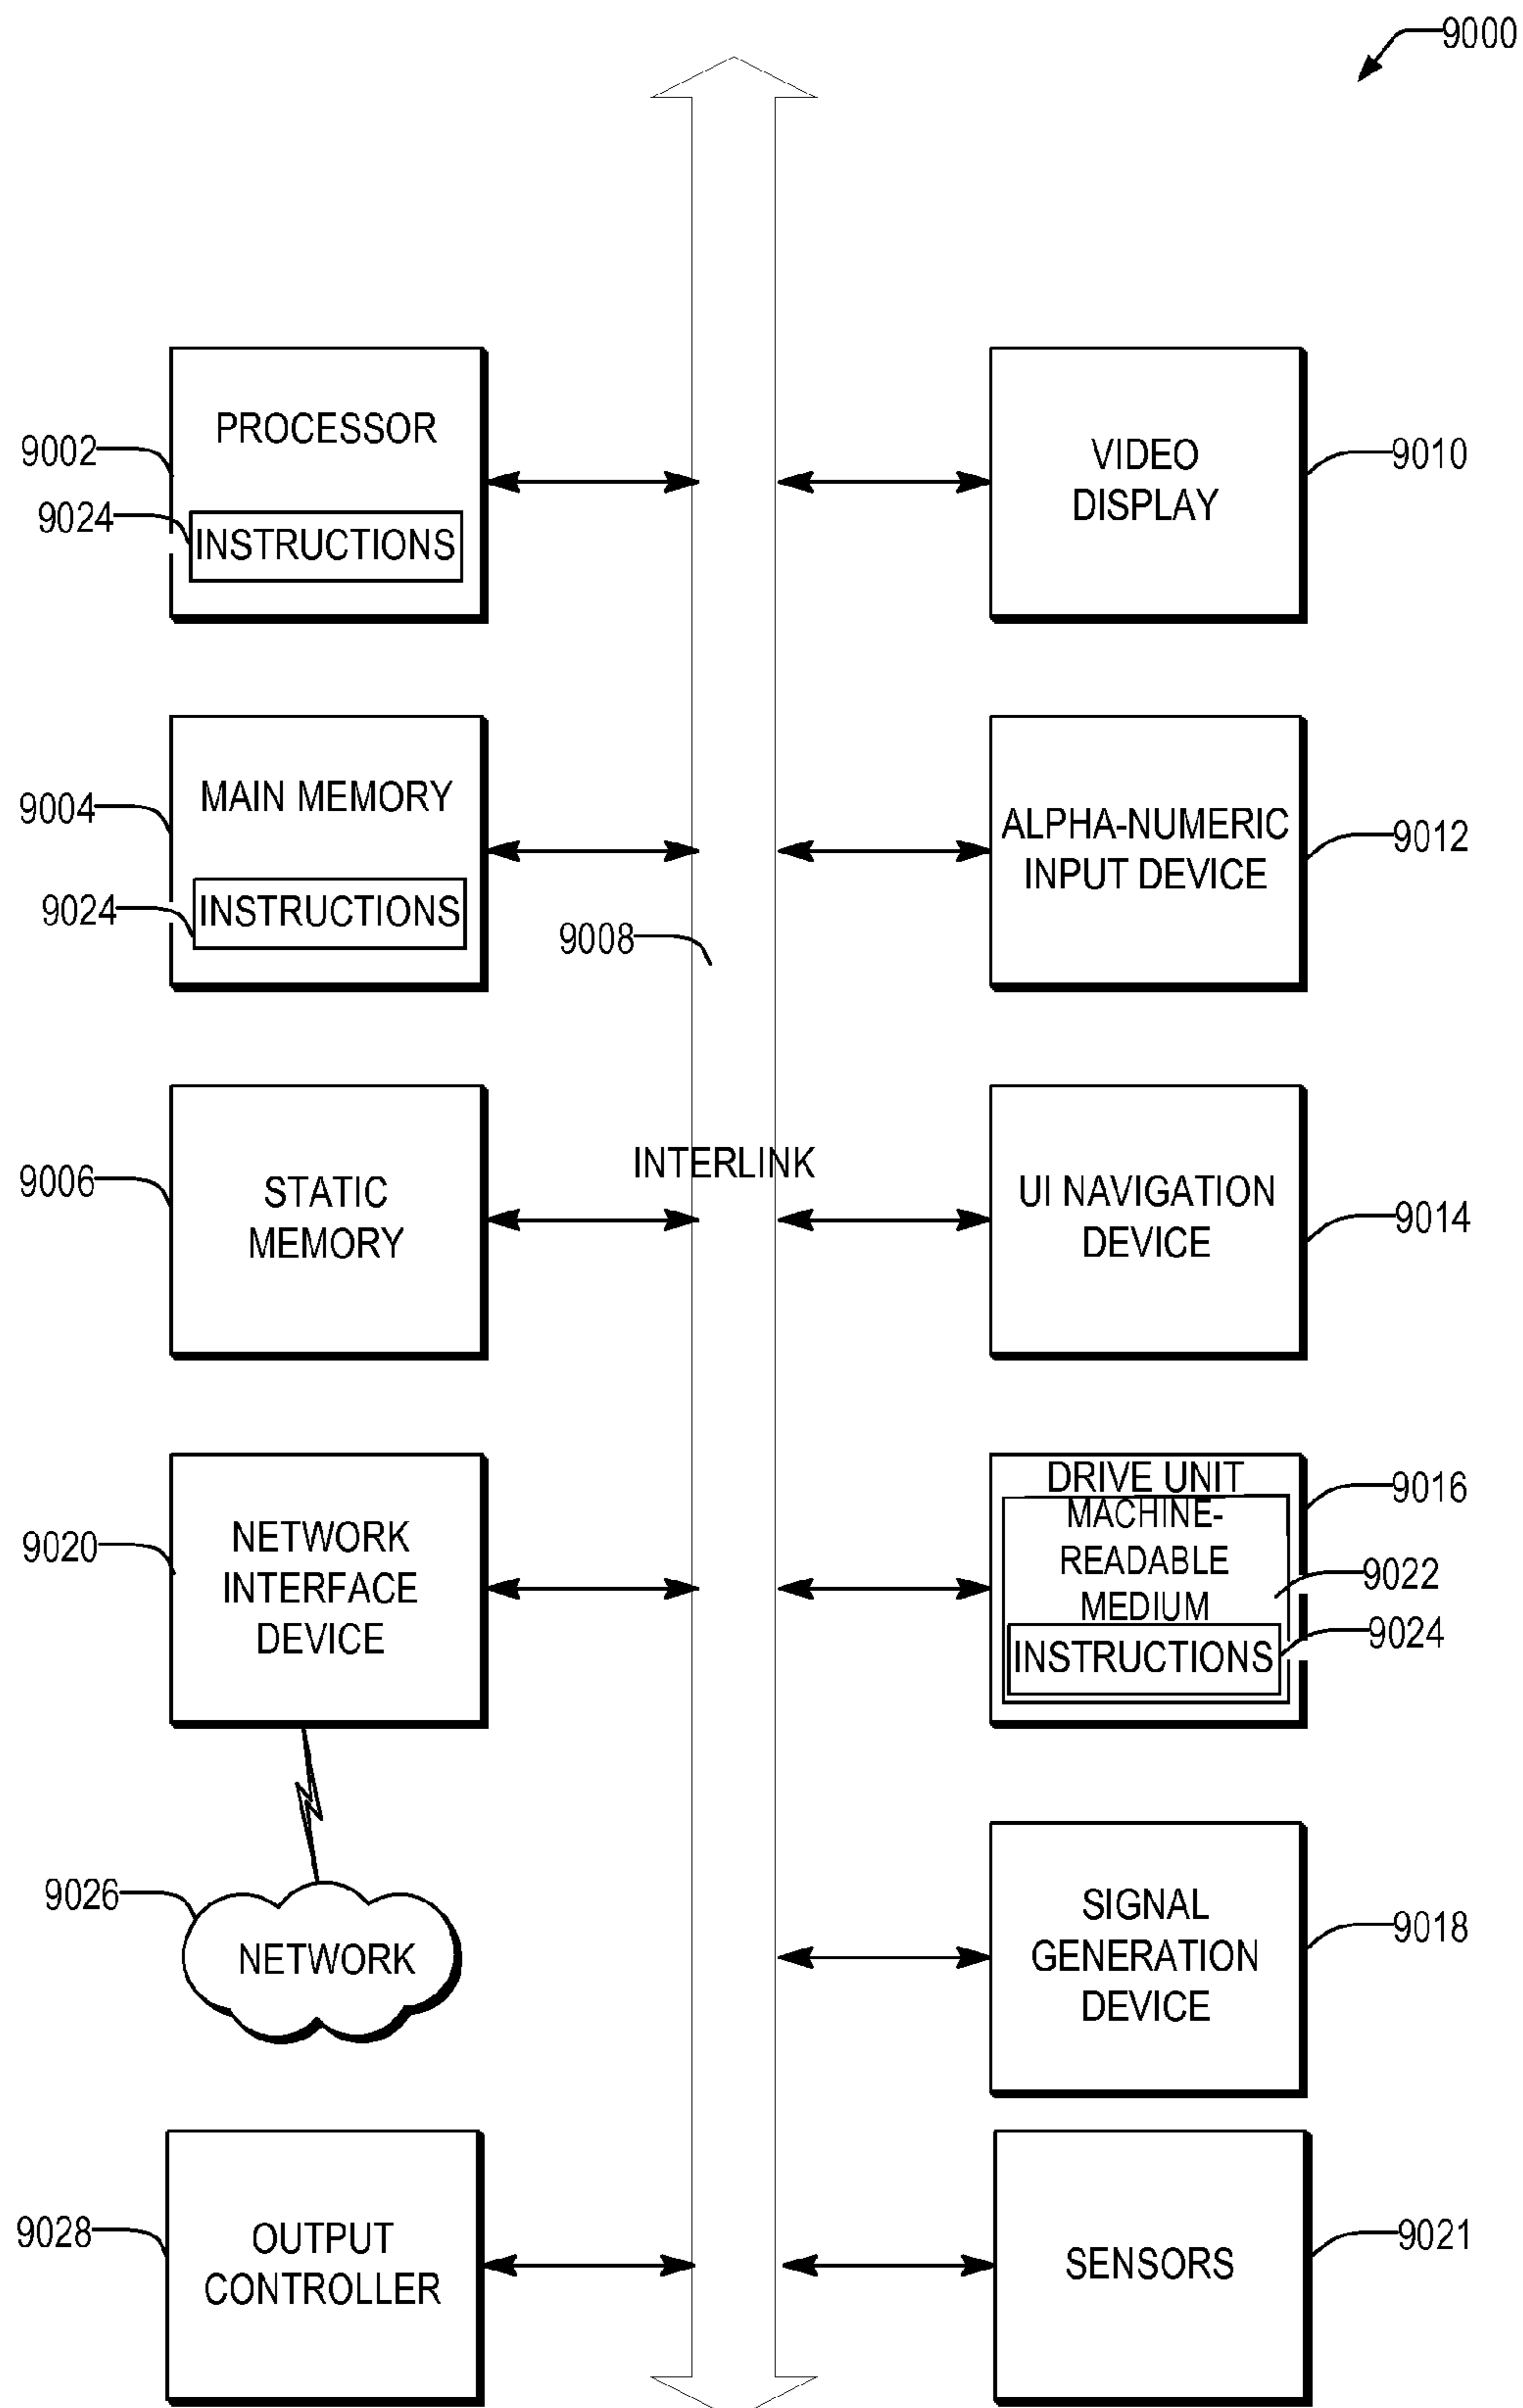 9000
PROCESSOR
9002
9024
INSTRUCTIONS
VIDEO
DISPLAY
9010
MAIN MEMORY
9004
9024
INSTRUCTIONS
9008
ALPHA-NUMERIC
INPUT DEVICE
9012
INTERLINK
9006
STATIC
MEMORY
UI NAVIGATION
DEVICE
9014
9020
NETWORK
INTERFACE
DEVICE
DRIVE UNIT
9016
MACHINE-
READABLE
MEDIUM
9022
9024
INSTRUCTIONS
9026
NETWORK
SIGNAL
GENERATION
DEVICE
9018
9028
OUTPUT
CONTROLLER
SENSORS
9021